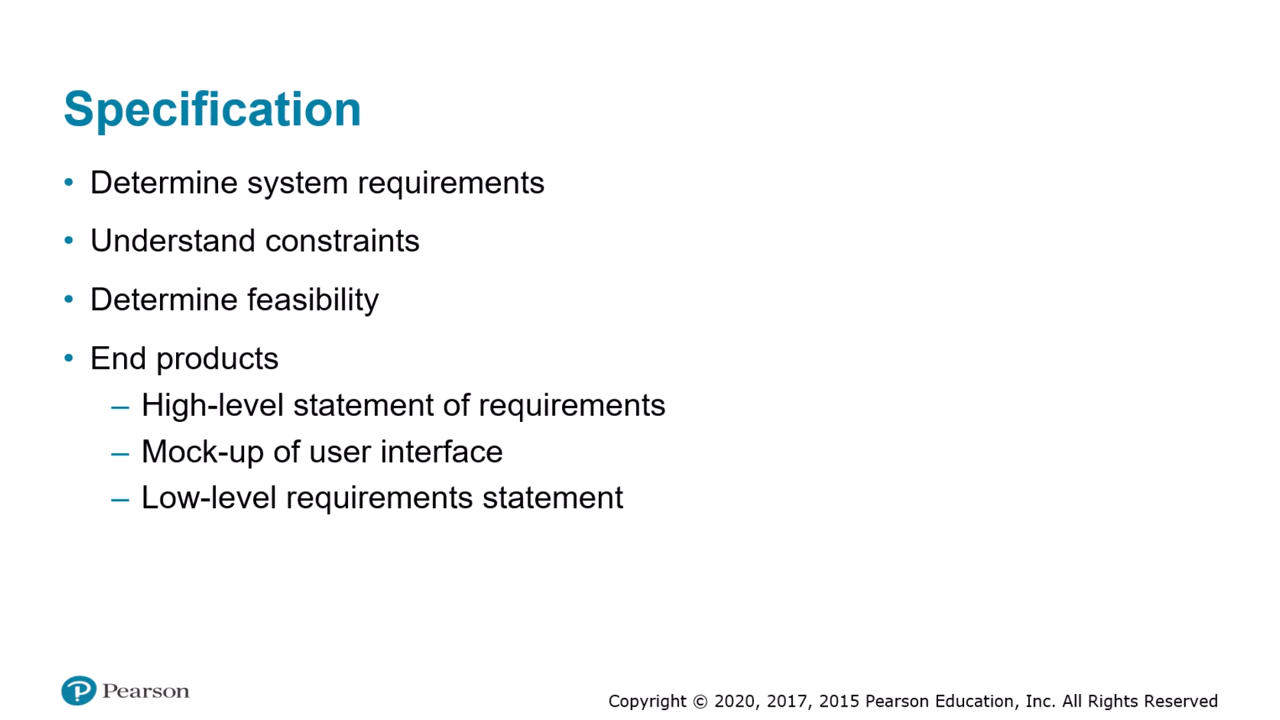 Specification
• Determine system requirements
• Understand constraints
• Determine feasibility
• End products
– High-level statement of requirements
– Mock-up of user interface
– Low-level requirements statement
Pearson
Copyright © 2020, 2017, 2015 Pearson Education, Inc. All Rights Reserved